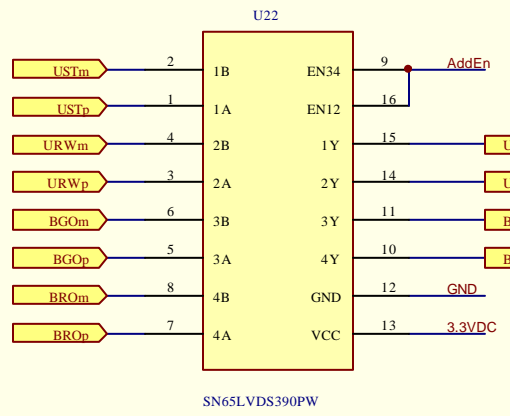 U22
USTm 2 1B EN34 9 AddEn
USTp 1 1A EN12 16
URWm 4 2B 1Y 15 U
URWp 3 2A 2Y 14 U
BGOm 6 3B 3Y 11 B
BGOp 5 3A 4Y 10 B
BROm 8 4B GND 12 GND
BROp 7 4A VCC 13 3.3VDC
SN65LVDS390PW